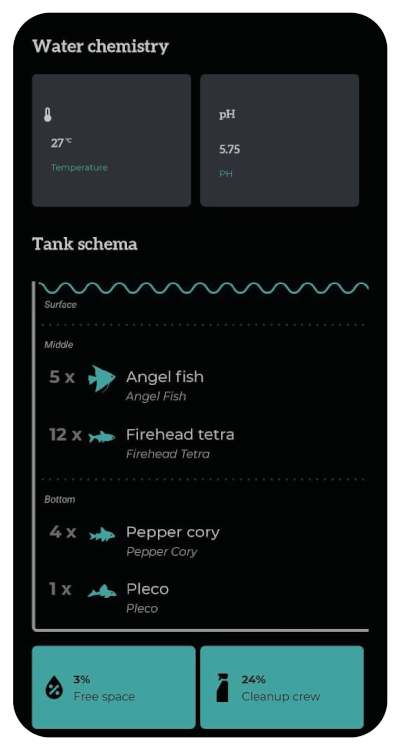 Water chemistry
27 °C
Temperature
pH
5.75
PH
Tank schema
Surface
Middle
5 x Angel fish
Angel Fish
12 x Firehead tetra
Firehead Tetra
Bottom
4 x Pepper cory
Pepper Cory
1 x Pleco
Pleco
3%
Free space
24%
Cleanup crew